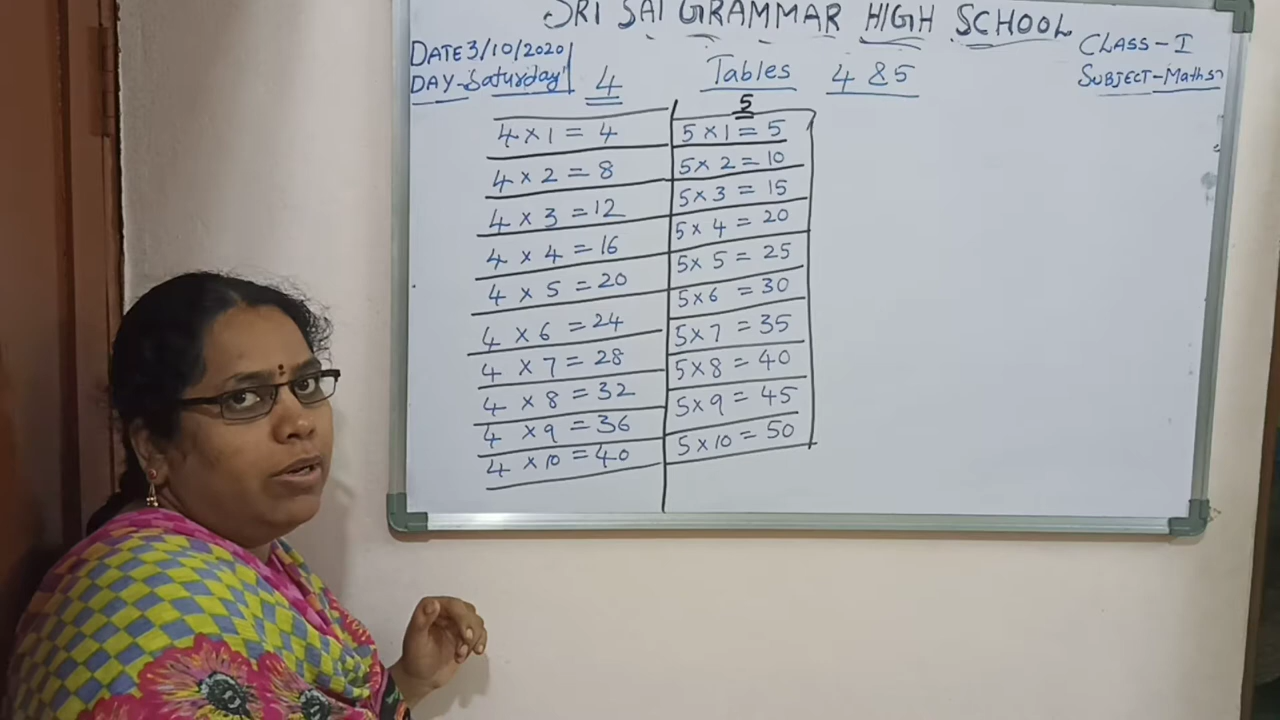 SRI SAI GRAMMAR HIGH SCHOOL
DATE 3/10/2020
DAY-Saturday
Tables 4 &5
CLASS-I
SUBJECT-Maths
4
4 x 1 = 4
4 x 2 = 8
4 x 3 = 12
4 x 4 = 16
4 x 5 = 20
4 x 6 = 24
4 x 7 = 28
4 x 8 = 32
4 x 9 = 36
4 x 10 = 40
5
5 x 1 = 5
5 x 2 = 10
5 x 3 = 15
5 x 4 = 20
5 x 5 = 25
5 x 6 = 30
5 x 7 = 35
5 x 8 = 40
5 x 9 = 45
5 x 10 = 50